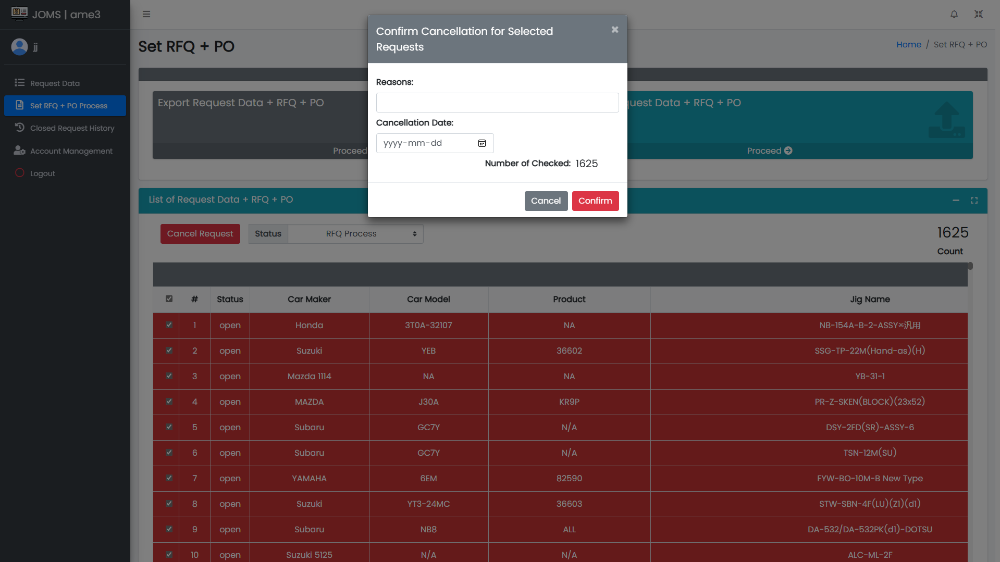 JOMS | ame3
jj
Request Data
Set RFQ + PO Process
Closed Request History
Account Management
Logout
Set RFQ + PO
Home / Set RFQ + PO
Export Request Data + RFQ + PO
Proceed
uest Data + RFQ + PO
Proceed
Confirm Cancellation for Selected
Requests
×
Reasons:
Cancellation Date:
yyyy-mm-dd
Number of Checked: 1625
Cancel
Confirm
List of Request Data + RFQ + PO
Cancel Request
Status
RFQ Process
1625
Count
# Status Car Maker Car Model Product Jig Name
1 open Honda 3T0A-32107 NA NB-154A-B-2-ASSY※汎用
2 open Suzuki YEB 36602 SSG-TP-22M(Hand-as)(H)
3 open Mazda 1114 NA NA YB-31-1
4 open MAZDA J30A KR9P PR-Z-SKEN(BLOCK)(23x52)
5 open Subaru GC7Y N/A DSY-2FD(SR)-ASSY-6
6 open Subaru GC7Y N/A TSN-12M(SU)
7 open YAMAHA 6EM 82590 FYW-BO-10M-B New Type
8 open Suzuki YT3-24MC 36603 STW-SBN-4F(LU)(Z1)(d1)
9 open Subaru NB8 ALL DA-532/DA-532PK(d1)-DOTSU
10 open Suzuki 5125 N/A N/A ALC-ML-2F